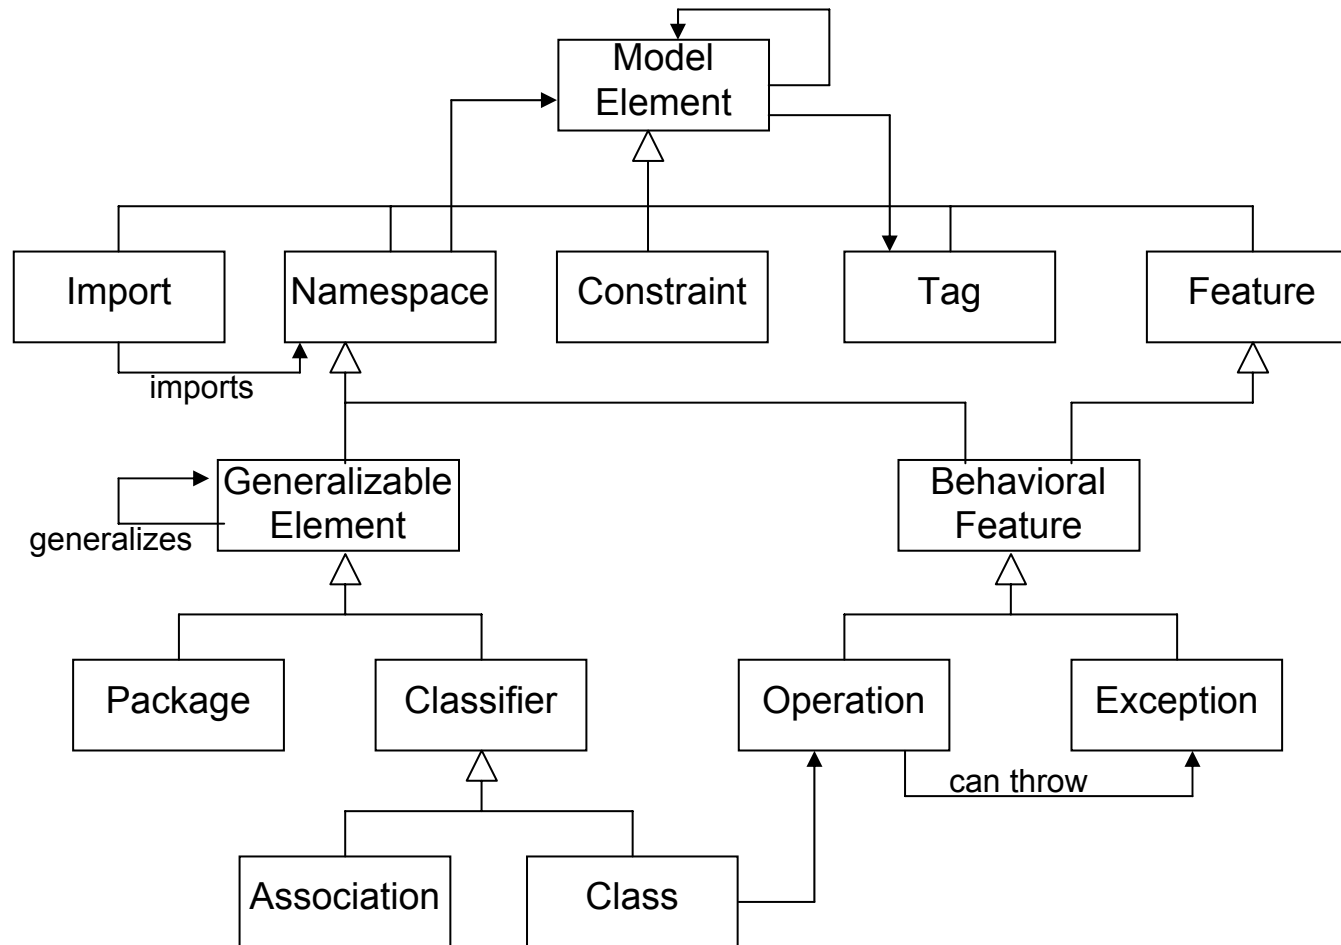 Model
Element
Import
Namespace
Constraint
Tag
Feature
imports
Generalizable
Element
Behavioral
Feature
generalizes
Package
Classifier
Operation
Exception
can throw
Association
Class